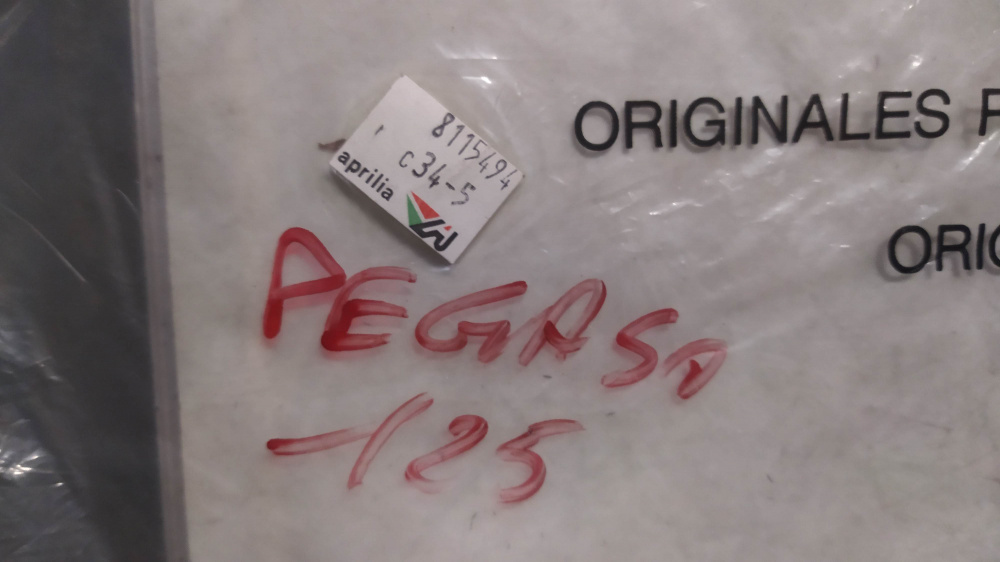 8115494
c34-5
aprilia
ORIGINALES
ORIG
PEGASO
-125